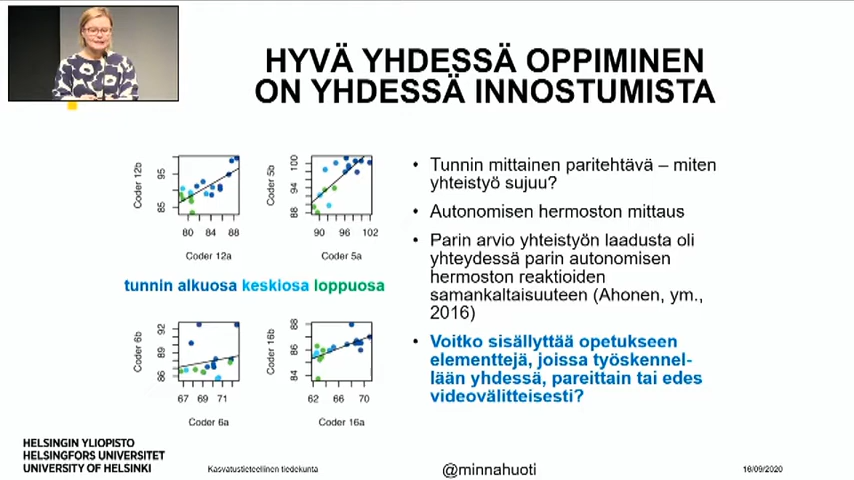 HYVÄ YHDESSÄ OPPIMINEN
ON YHDESSÄ INNOSTUMISTA
Coder 12b
85 95
80 84 88
Coder 12a
Coder 5b
88 94 100
90 96 102
Coder 5a
tunnin alkuosa keskiosa loppuosa
Coder 6b
86 89 92
67 69 71
Coder 6a
Coder 16b
84 86 88
62 66 70
Coder 16a
• Tunnin mittainen paritehtävä – miten
yhteistyö sujuu?
• Autonomisen hermoston mittaus
• Parin arvio yhteistyön laadusta oli
yhteydessä parin autonomisen
hermoston reaktioiden
samankaltaisuuteen (Ahonen, ym.,
2016)
• Voitko sisällyttää opetukseen
elementtejä, joissa työskennel-
lään yhdessä, pareittain tai edes
videovälitteisesti?
HELSINGIN YLIOPISTO
HELSINGFORS UNIVERSITET
UNIVERSITY OF HELSINKI
Kasvatustieteellinen tiedekunta
@minnahuoti
16/09/2020